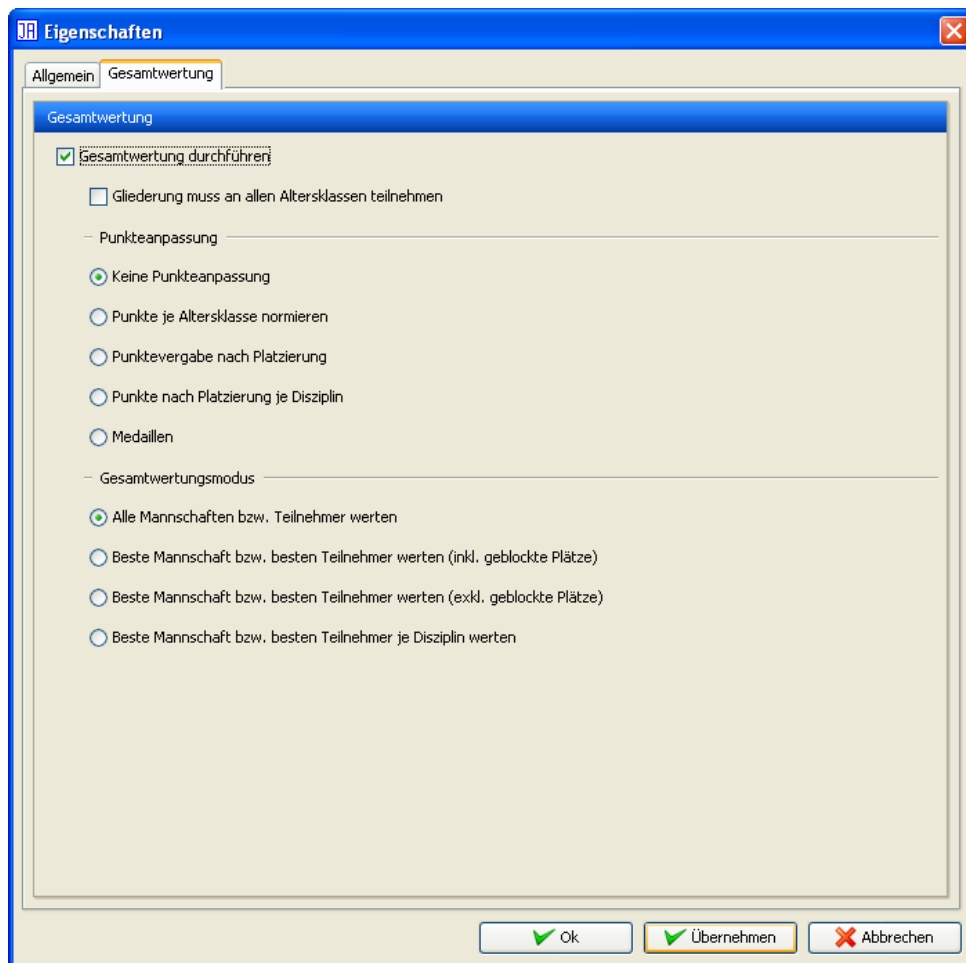 JA Eigenschaften
Allgemein Gesamtwertung
Gesamtwertung
Gesamtwertung durchführen
Gliederung muss an allen Altersklassen teilnehmen
Punkteanpassung
Keine Punkteanpassung
Punkte je Altersklasse normieren
Punktevergabe nach Platzierung
Punkte nach Platzierung je Disziplin
Medaillen
Gesamtwertungsmodus
Alle Mannschaften bzw. Teilnehmer werten
Beste Mannschaft bzw. besten Teilnehmer werten (inkl. geblockte Plätze)
Beste Mannschaft bzw. besten Teilnehmer werten (exkl. geblockte Plätze)
Beste Mannschaft bzw. besten Teilnehmer je Disziplin werten
Ok Übernehmen Abbrechen